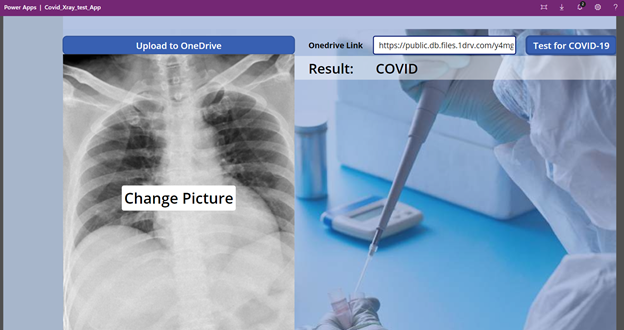 Power Apps | Covid_Xray_test_App
Upload to OneDrive
Onedrive Link
https://public.db.files.1drv.com/y4mg
Test for COVID-19
Result: COVID
Change Picture